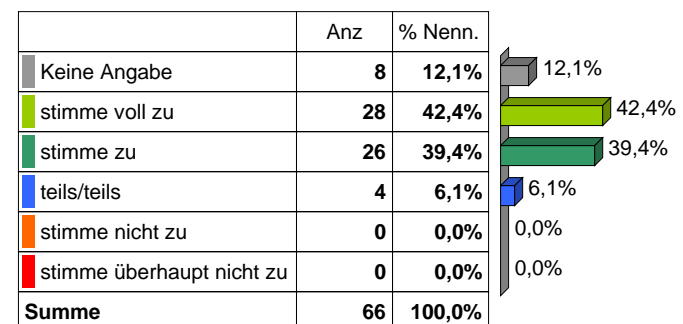 Anz % Nenn.
Keine Angabe 8 12,1% 12,1%
stimme voll zu 28 42,4% 42,4%
stimme zu 26 39,4% 39,4%
teils/teils 4 6,1% 6,1%
stimme nicht zu 0 0,0% 0,0%
stimme überhaupt nicht zu 0 0,0% 0,0%
Summe 66 100,0%